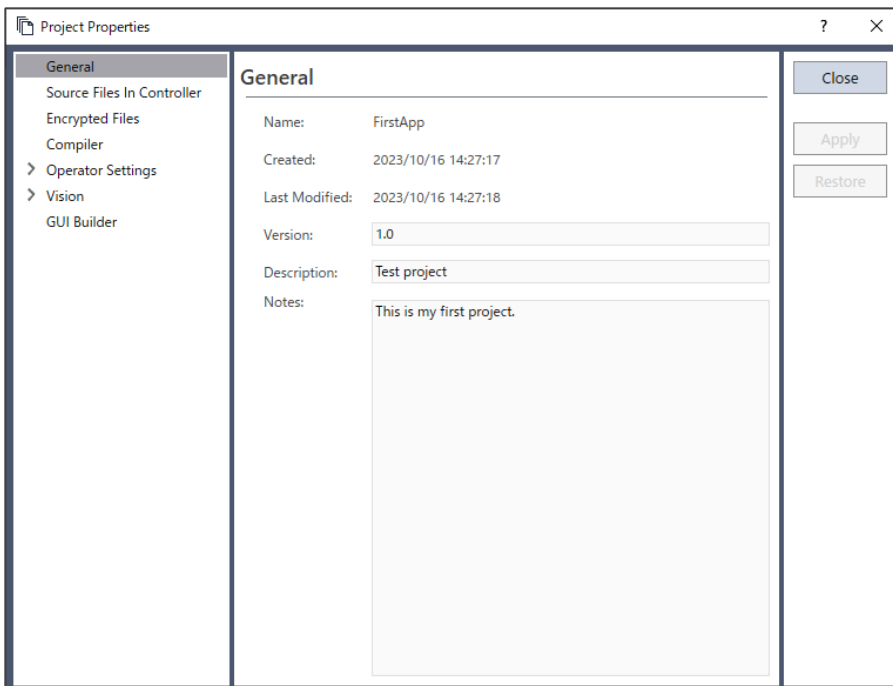 Project Properties
?
General
Source Files In Controller
Encrypted Files
Compiler
Operator Settings
Vision
GUI Builder
General
Name: FirstApp
Created: 2023/10/16 14:27:17
Last Modified: 2023/10/16 14:27:18
Version: 1.0
Description: Test project
Notes: This is my first project.
Close
Apply
Restore